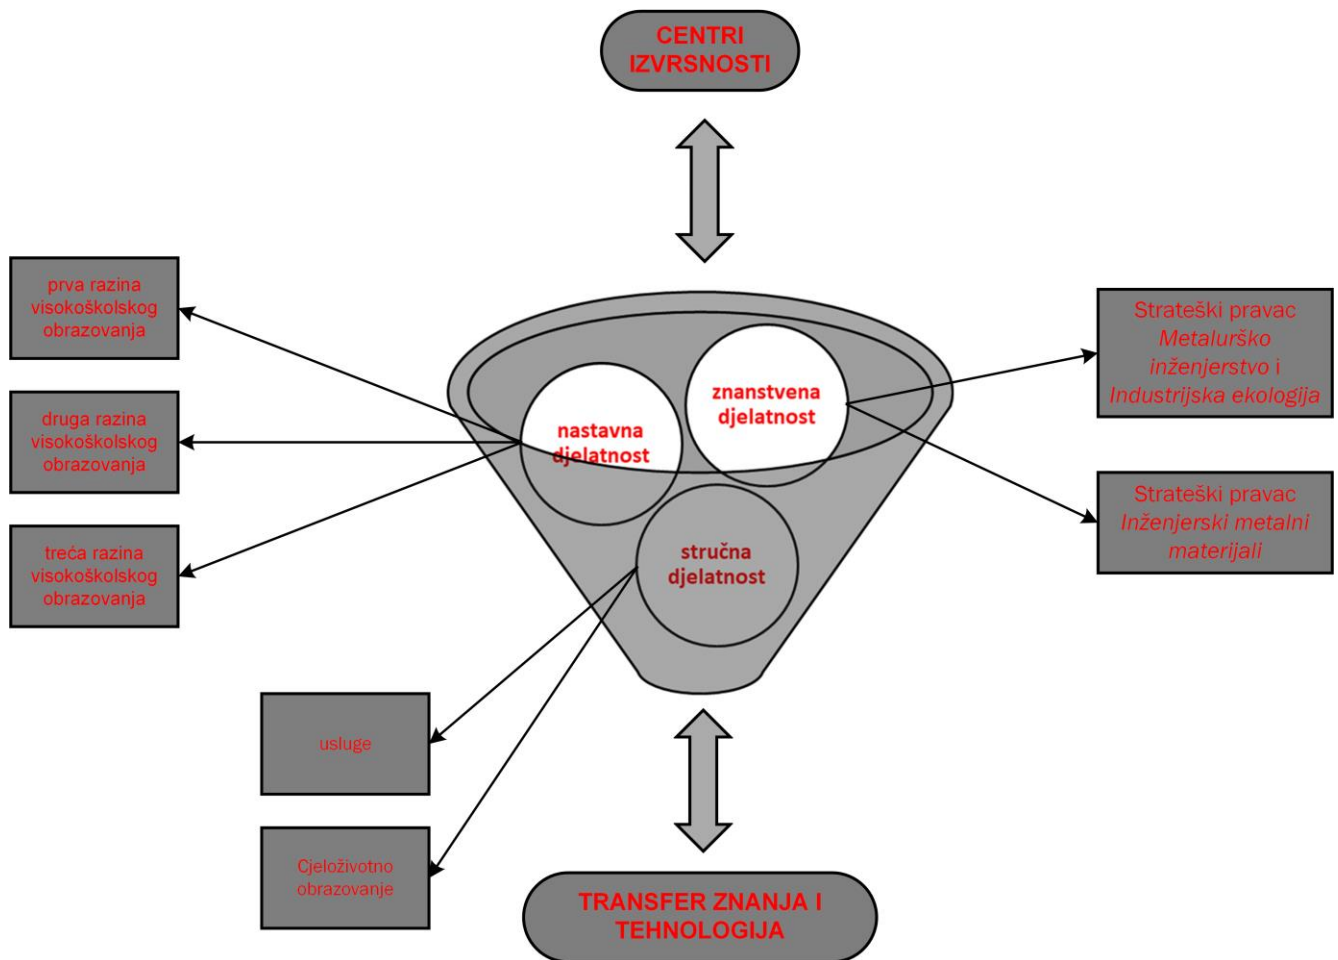 CENTRI
IZVRSNOSTI
prva razina
visokoškolskog
obrazovanja
druga razina
visokoškolskog
obrazovanja
treća razina
visokoškolskog
obrazovanja
nastavna
djelatnost
znanstvena
djelatnost
stručna
djelatnost
Strateški pravac
Metalurško
inženjerstvo i
Industrijska ekologija
Strateški pravac
Inženjerski metalni
materijali
usluge
Cjeloživotno
obrazovanje
TRANSFER ZNANJA I
TEHNOLOGIJA